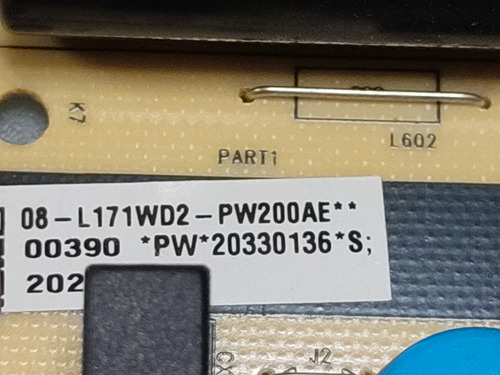 K7
L602
PART1
08-L171WD2-PW200AE**
00390 *PW*20330136*S;
202
J2